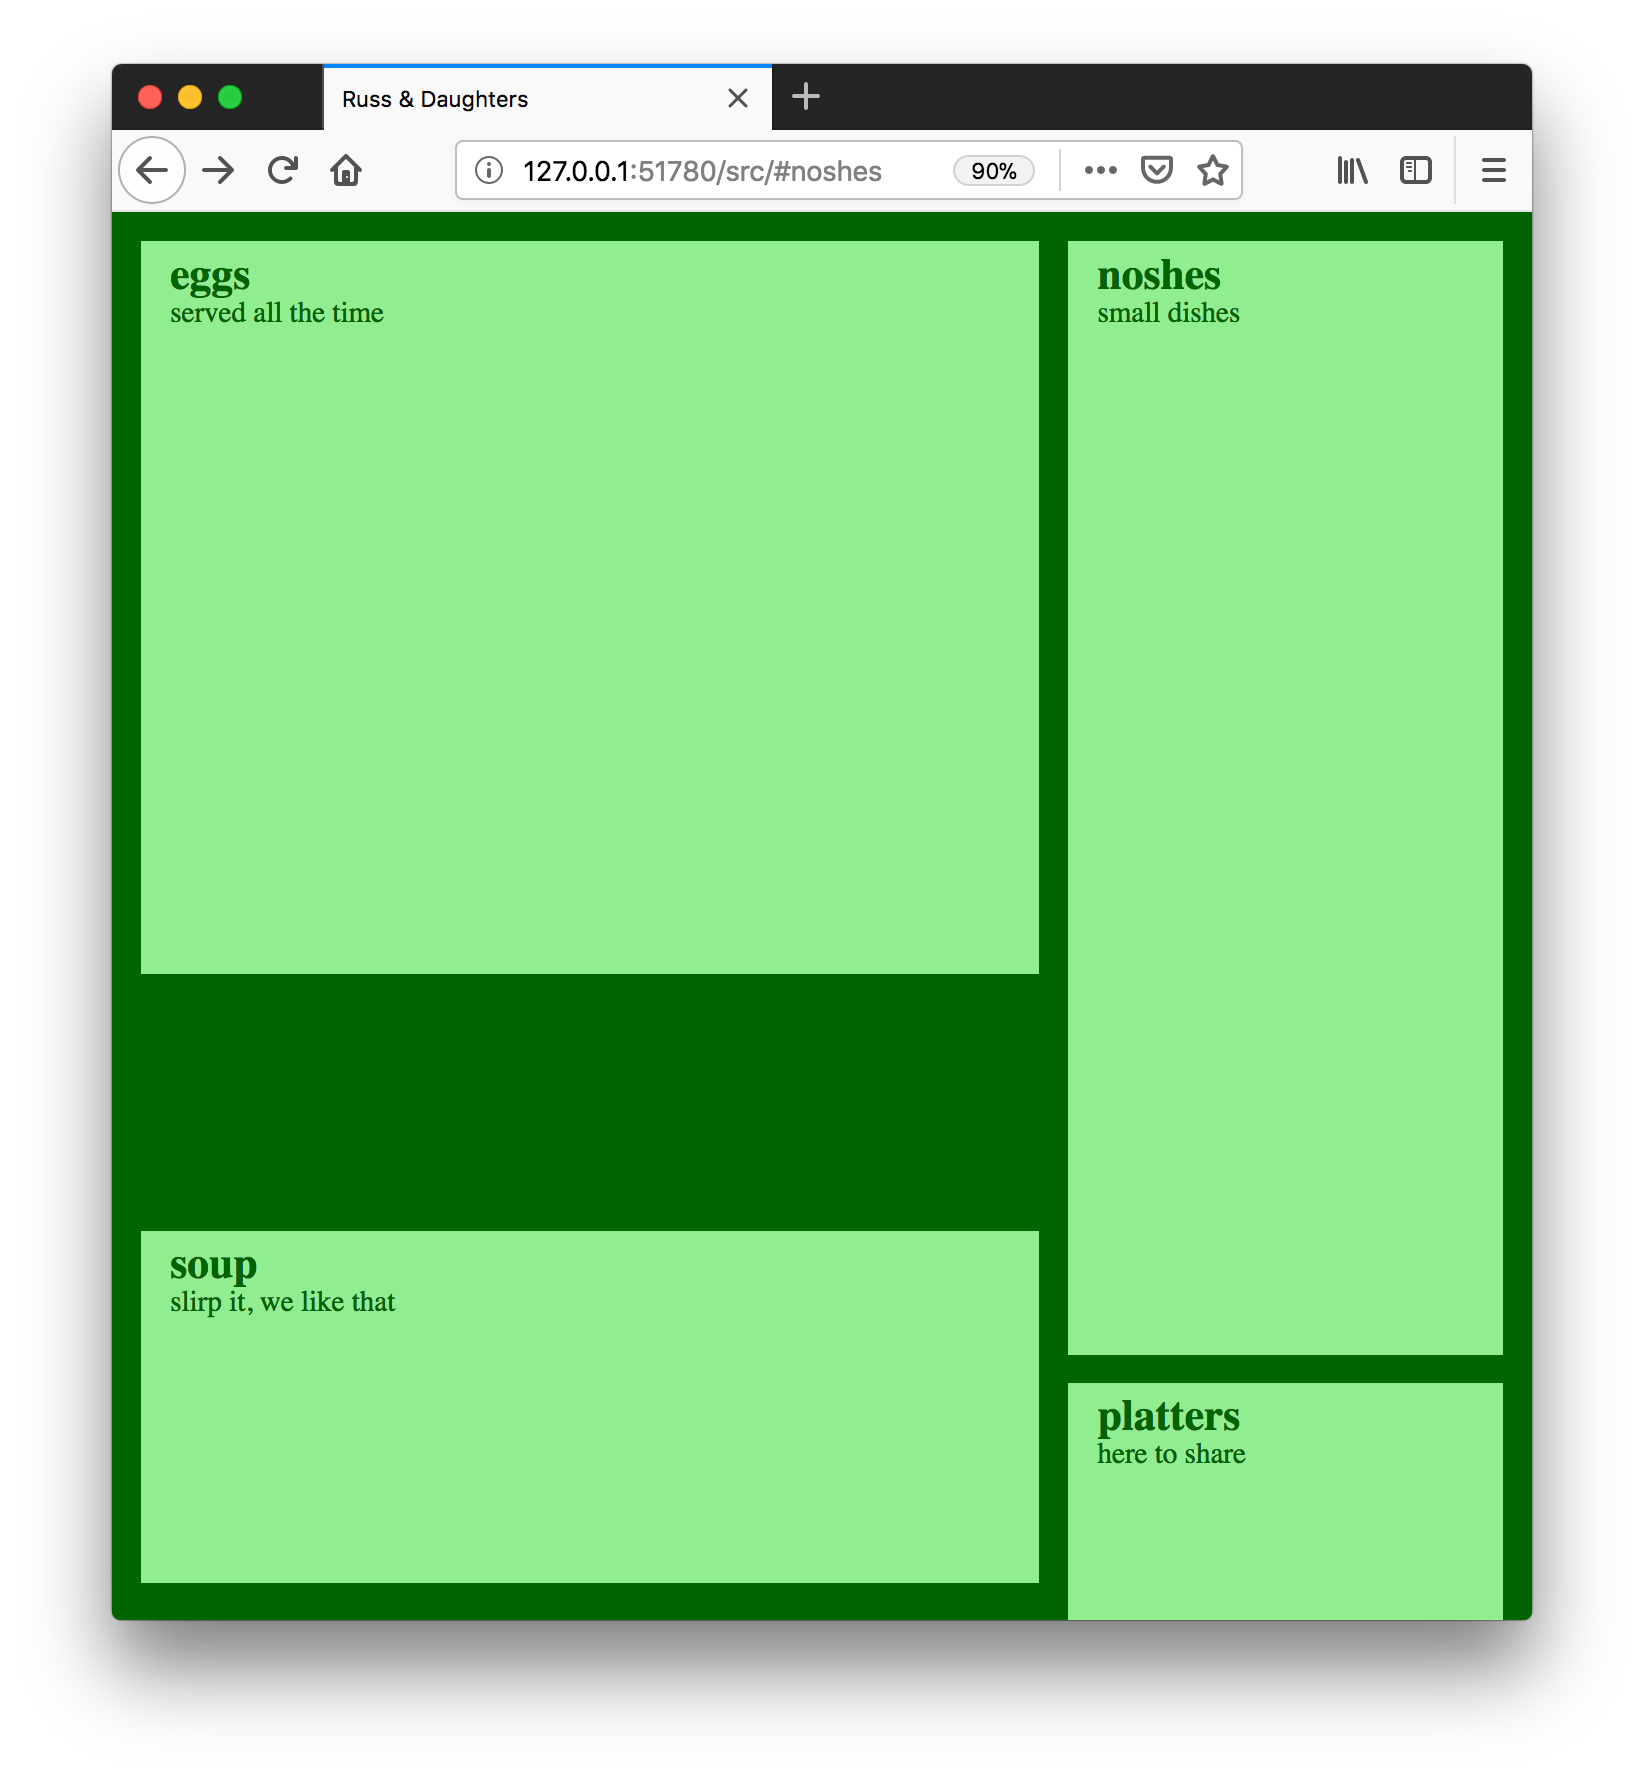 Russ & Daughters
127.0.0.1:51780/src/#noshes
90%
eggs
served all the time
noshes
small dishes
soup
slirp it, we like that
platters
here to share